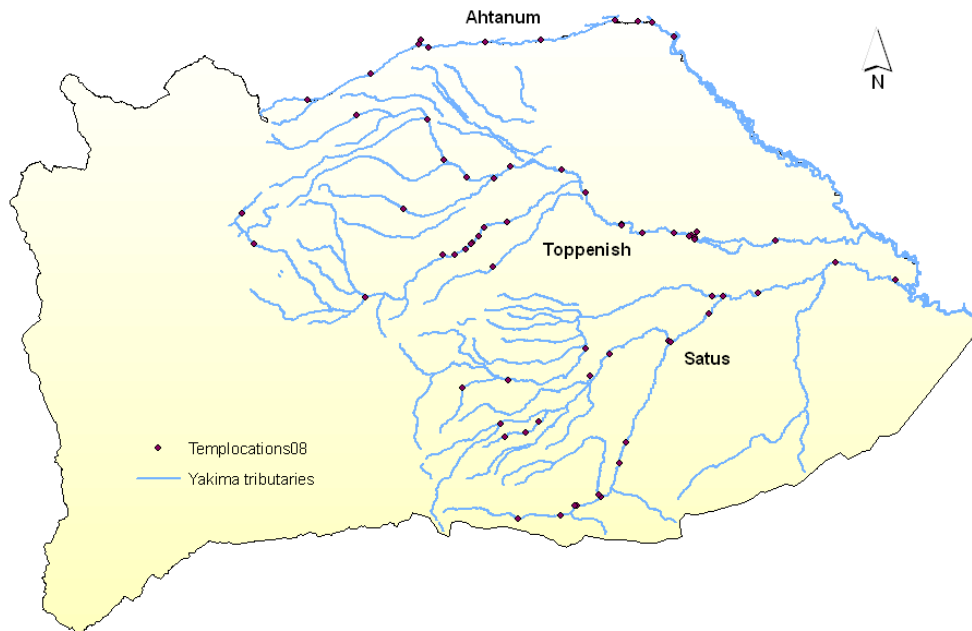 Ahtanum
N
Toppenish
Satus
Templocations08
Yakima tributaries